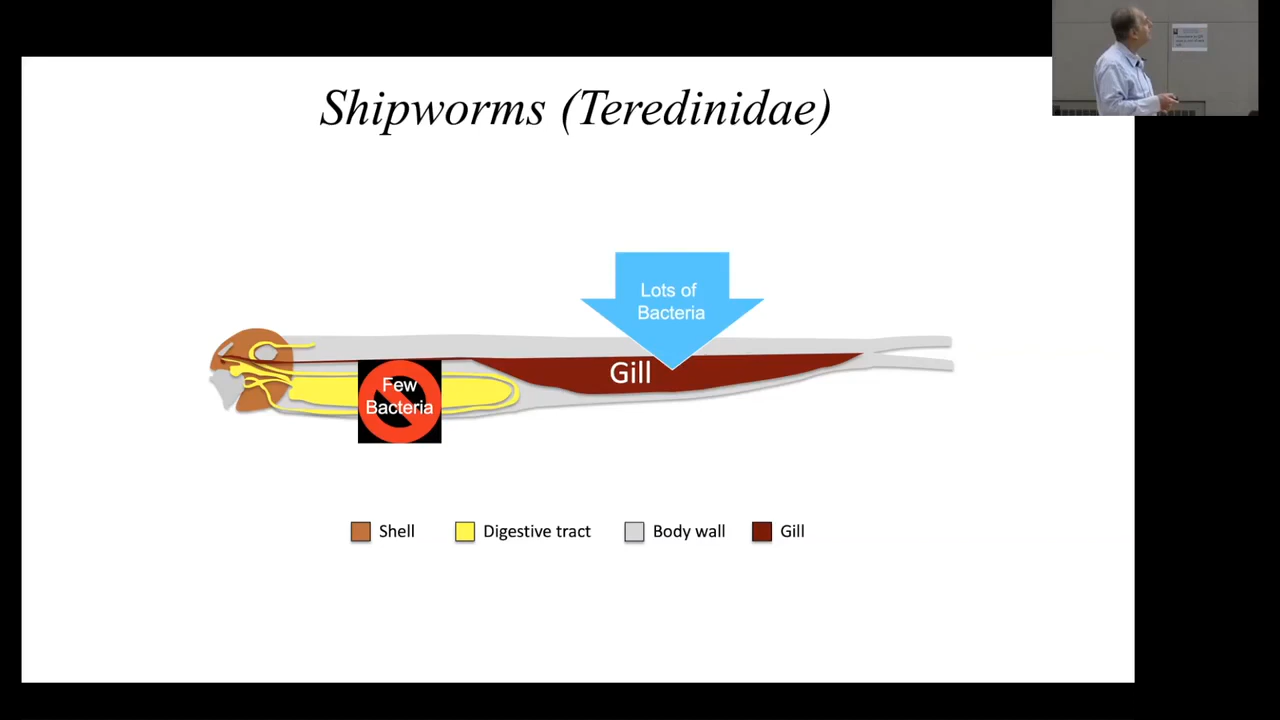 Shipworms (Teredinidae)
Lots of
Bacteria
Gill
Few
Bacteria
Shell
Digestive tract
Body wall
Gill